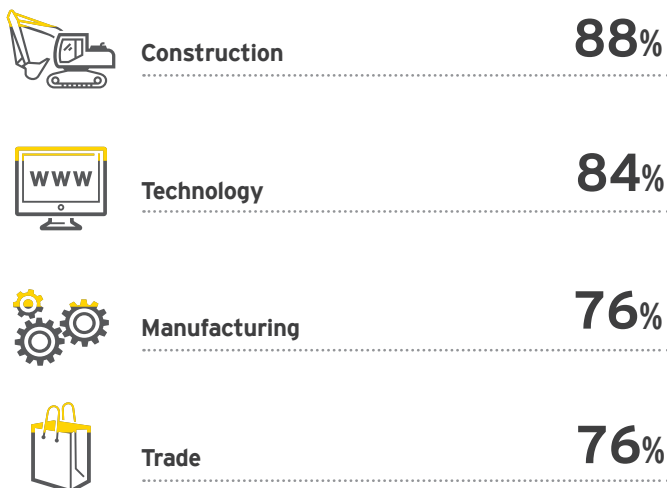 Construction 88%
WWW
Technology 84%
Manufacturing 76%
Trade 76%